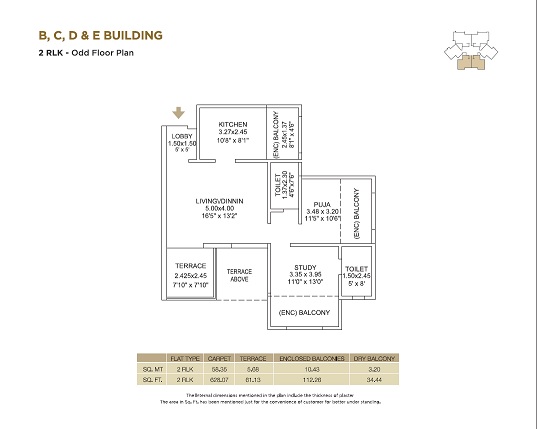 B, C, D & E BUILDING
2 RLK - Odd Floor Plan
KITCHEN
3.27x2.45
10'8" x 8'1"
(ENC) BALCONY
2.45x1.37
8'1" x 4'6"
LOBBY
1.50x1.50
5' x 5'
TOILET
1.37x2.30
4'6"x7'6"
LIVING/DINNIN
5.00x4.00
16'5" x 13'2"
PUJA
3.48 x 3.20
11'5" x 10'6"
(ENC) BALCONY
TERRACE
2.425x2.45
7'10" x 7'10"
TERRACE
ABOVE
STUDY
3.35 x 3.95
11'0" x 13'0"
TOILET
1.50x2.45
5' x 8'
(ENC) BALCONY
FLAT TYPE CARPET TERRACE ENCLOSED BALCONIES DRY BALCONY
SQ. MT 2 RLK 58.35 5.68 10.43 3.20
SQ. FT. 2 RLK 628.07 61.13 112.26 34.44
The internal dimensions mentioned in the plan include the thickness of plaster
The area in Sq. Ft. has been mentioned just for the convenience of customer for better understanding.